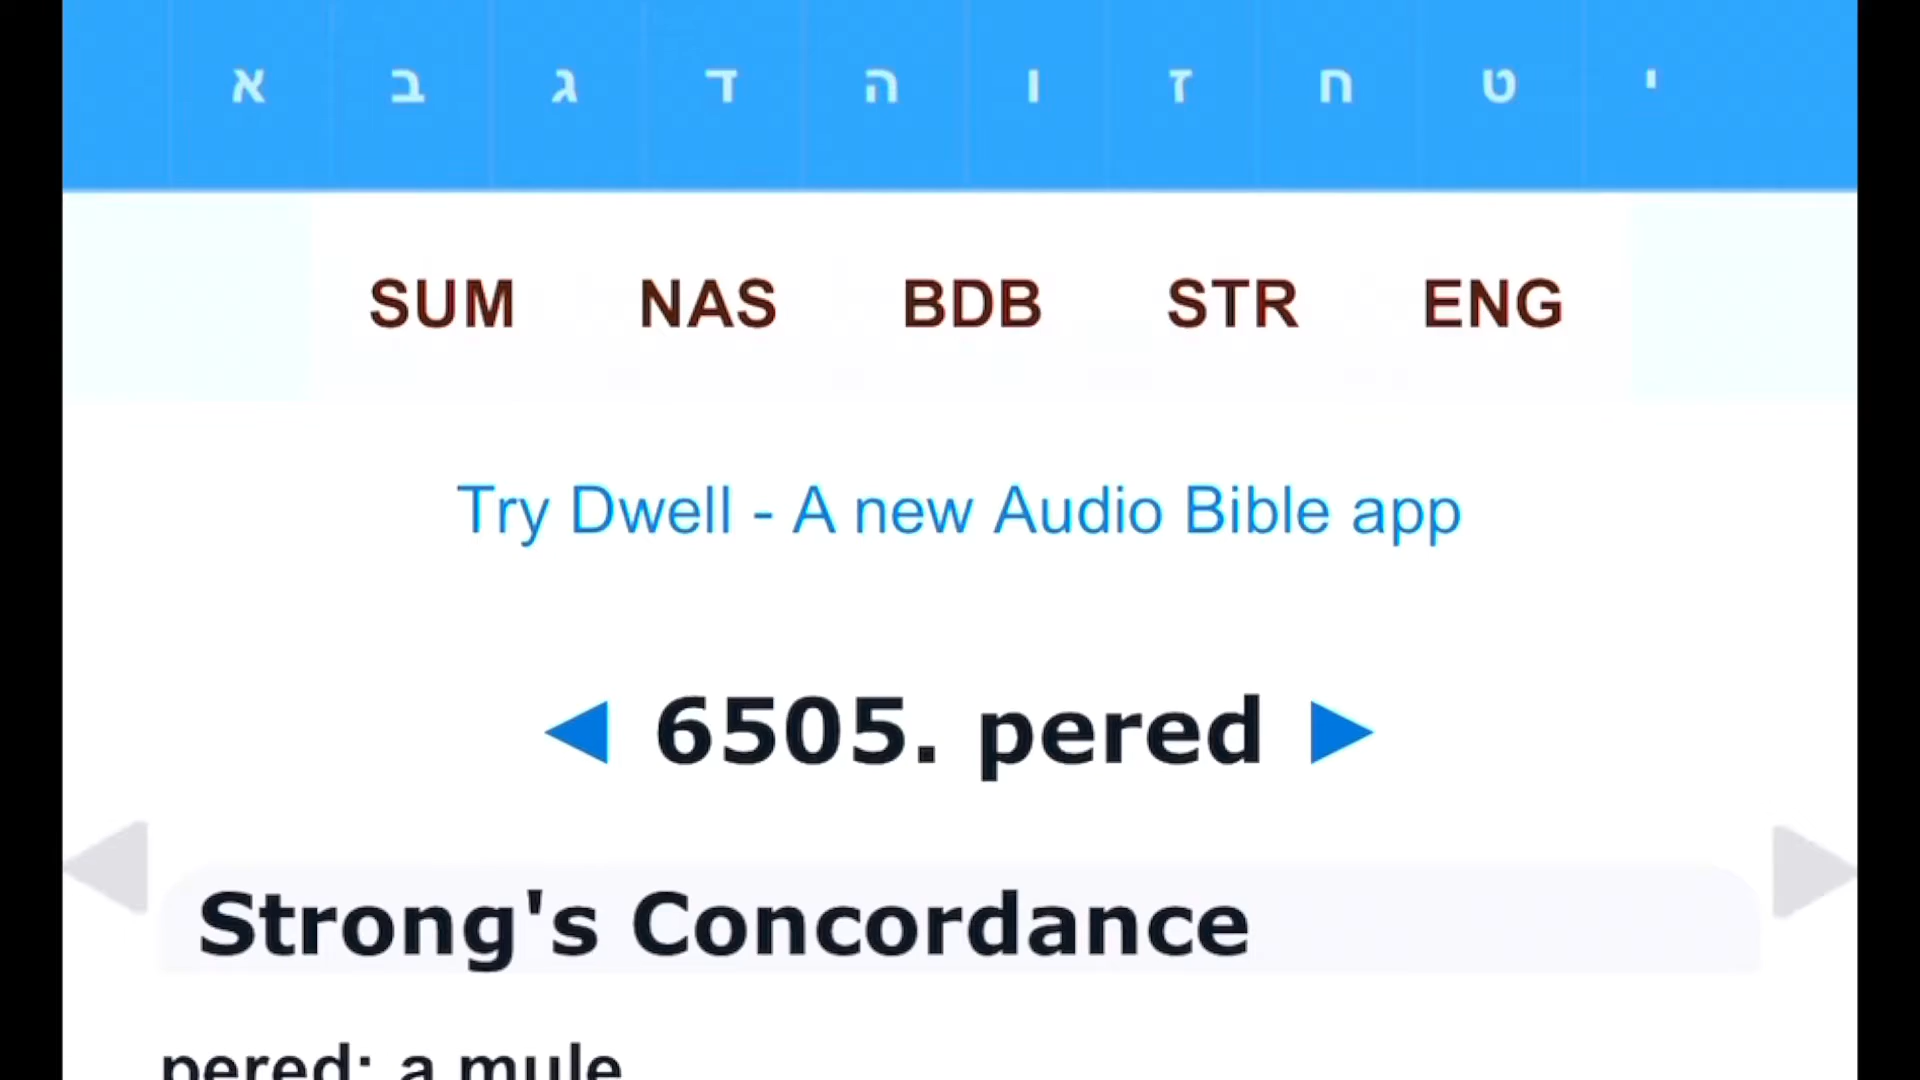 א ב ג ד ה ו ז ח ט י
SUM NAS BDB STR ENG
Try Dwell - A new Audio Bible app
◄ 6505. pered ►
Strong's Concordance
pered: a mule